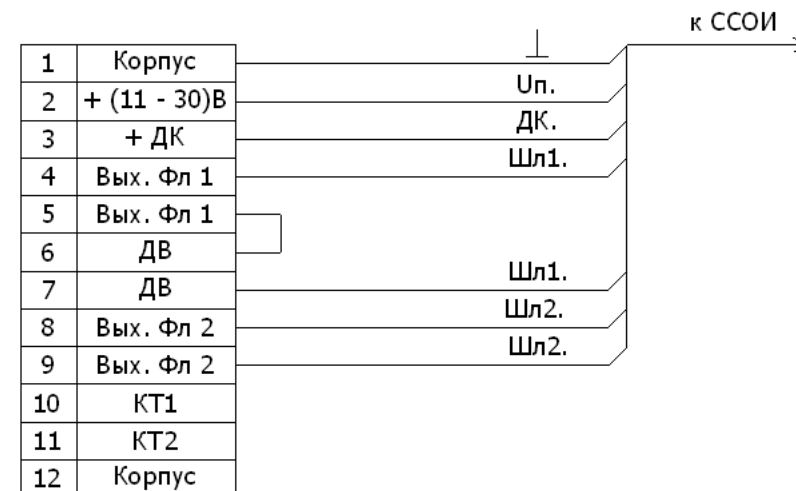 к ССОИ
1 Корпус
2 + (11 - 30)В Uп.
3 + ДК ДК.
4 Вых. Фл 1 Шл1.
5 Вых. Фл 1
6 ДВ
7 ДВ Шл1.
8 Вых. Фл 2 Шл2.
9 Вых. Фл 2 Шл2.
10 КТ1
11 КТ2
12 Корпус